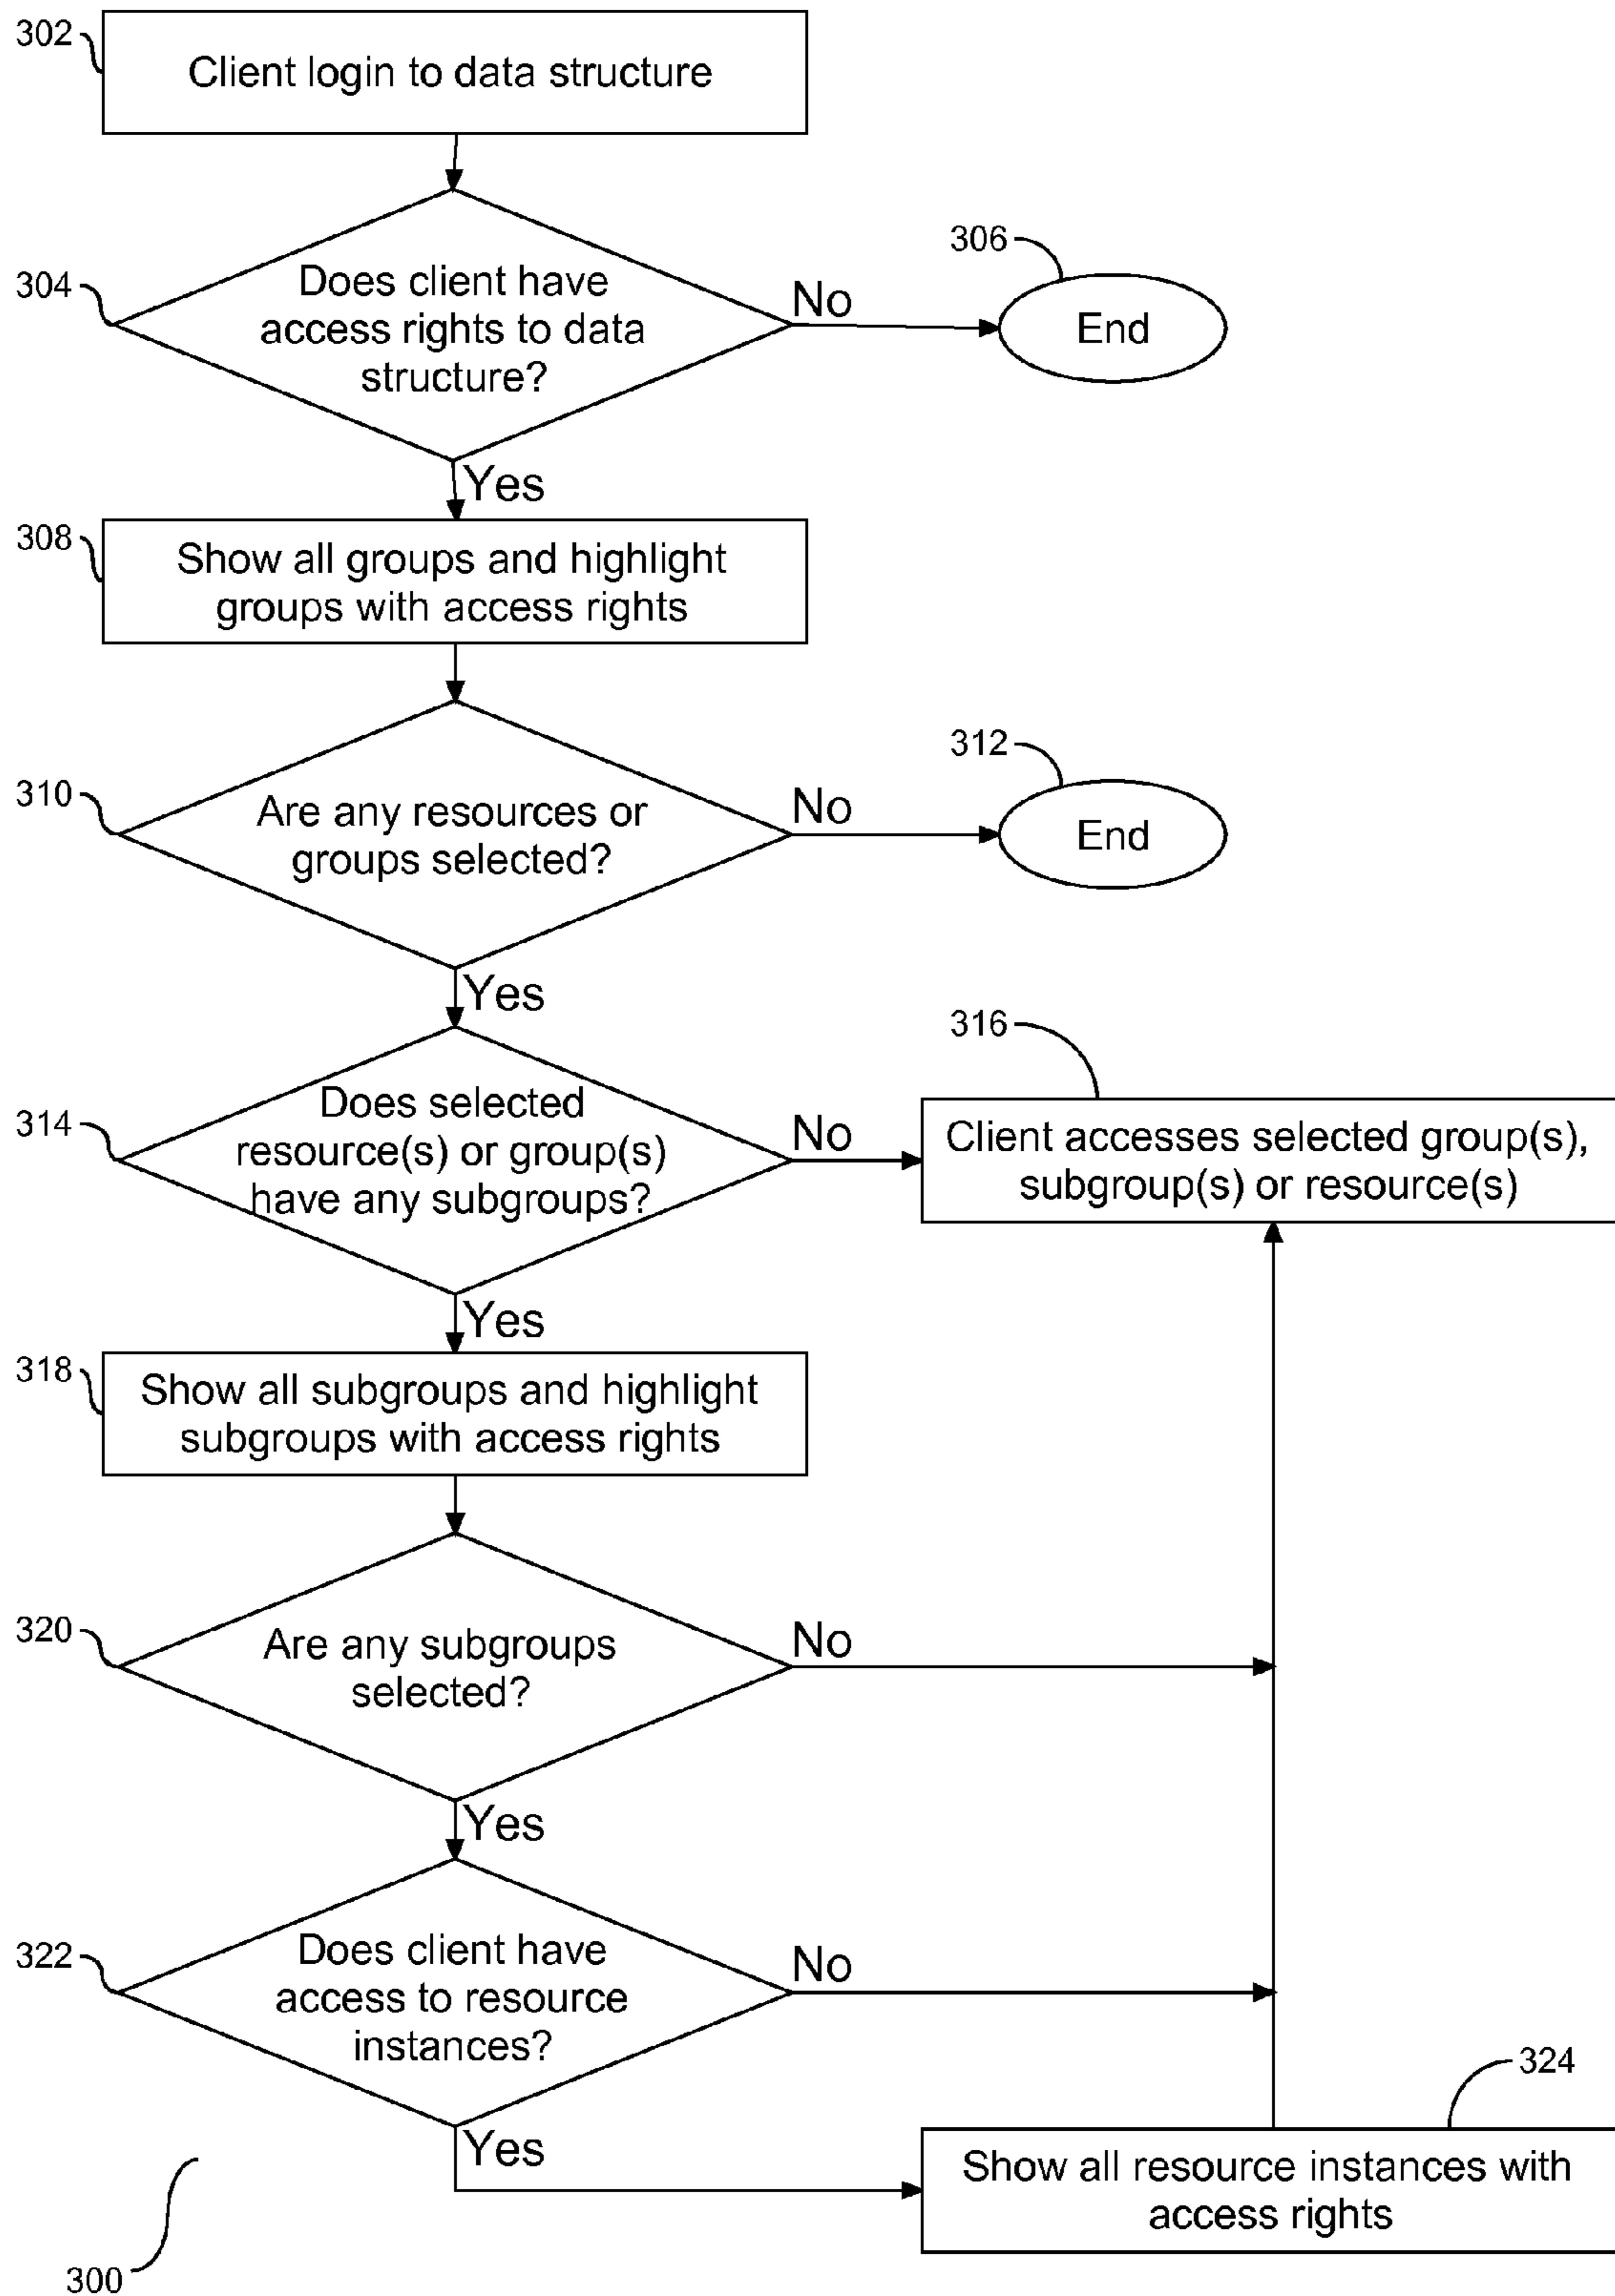 302
Client login to data structure
304
Does client have
access rights to data
structure?
No
306
End
Yes
308
Show all groups and highlight
groups with access rights
310
Are any resources or
groups selected?
No
312
End
Yes
314
Does selected
resource(s) or group(s)
have any subgroups?
No
316
Client accesses selected group(s),
subgroup(s) or resource(s)
Yes
318
Show all subgroups and highlight
subgroups with access rights
320
Are any subgroups
selected?
No
Yes
322
Does client have
access to resource
instances?
No
Yes
324
Show all resource instances with
access rights
300